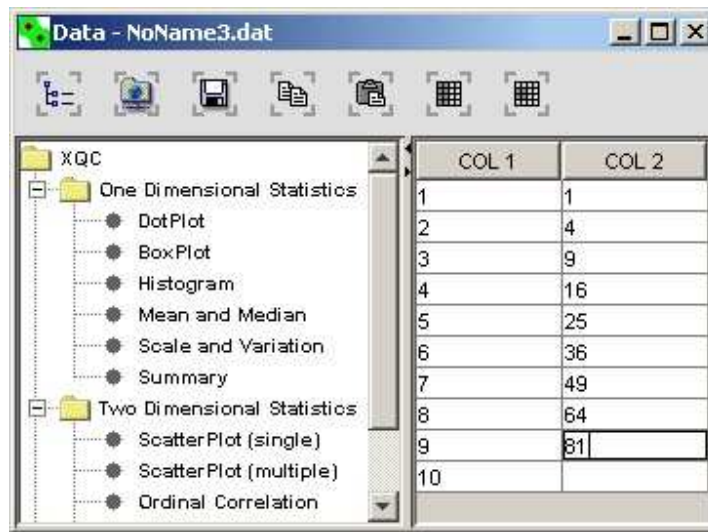 Data - NoName3.dat
XQC
One Dimensional Statistics
DotPlot
BoxPlot
Histogram
Mean and Median
Scale and Variation
Summary
Two Dimensional Statistics
ScatterPlot (single)
ScatterPlot (multiple)
Ordinal Correlation
COL 1 COL 2
1 1
2 4
3 9
4 16
5 25
6 36
7 49
8 64
9 81
10